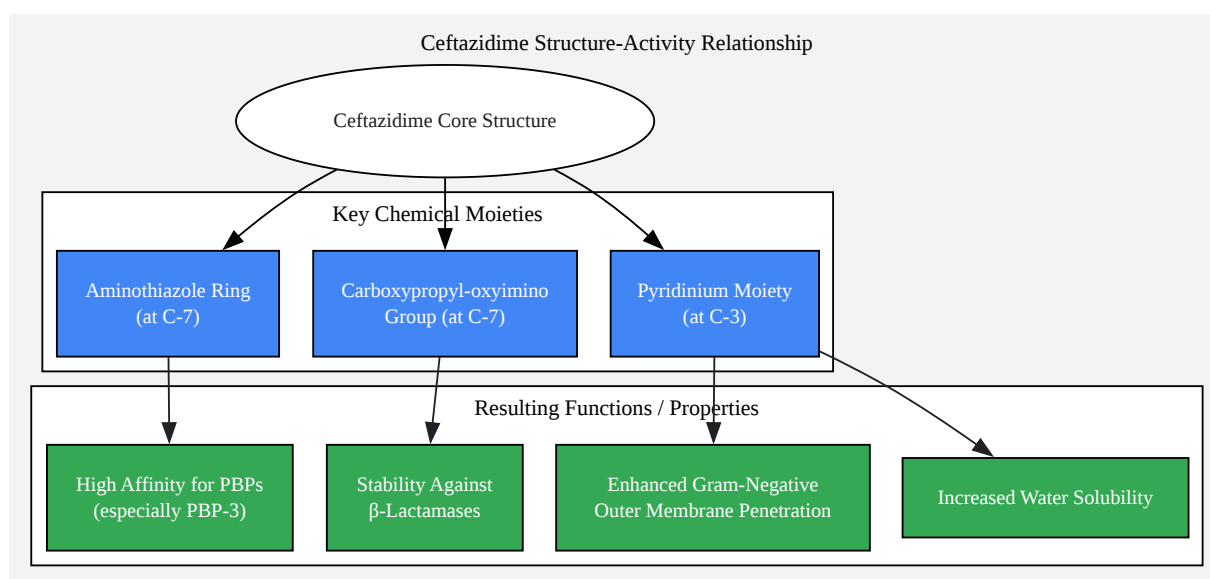 Ceftazidime Structure-Activity Relationship
Ceftazidime Core Structure
Key Chemical Moieties
Aminothiazole Ring
(at C-7)
Carboxypropyl-oxyimino
Group (at C-7)
Pyridinium Moiety
(at C-3)
Resulting Functions / Properties
High Affinity for PBPs
(especially PBP-3)
Stability Against
β-Lactamases
Enhanced Gram-Negative
Outer Membrane Penetration
Increased Water Solubility